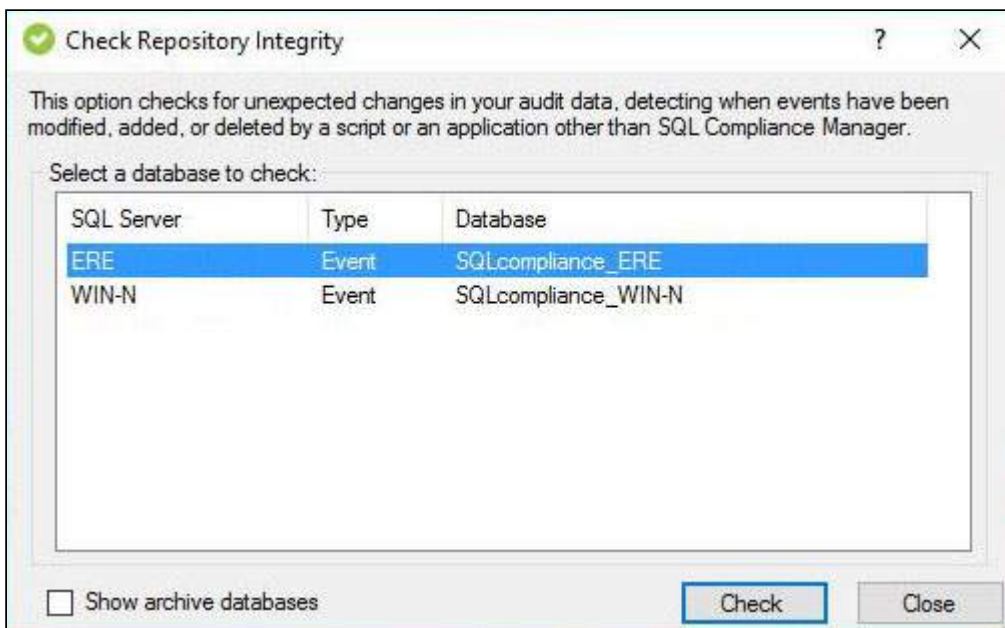 Check Repository Integrity ?
This option checks for unexpected changes in your audit data, detecting when events have been
modified, added, or deleted by a script or an application other than SQL Compliance Manager.
Select a database to check:
SQL Server Type Database
ERE Event SQLcompliance_ERE
WIN-N Event SQLcompliance_WIN-N
Show archive databases Check Close